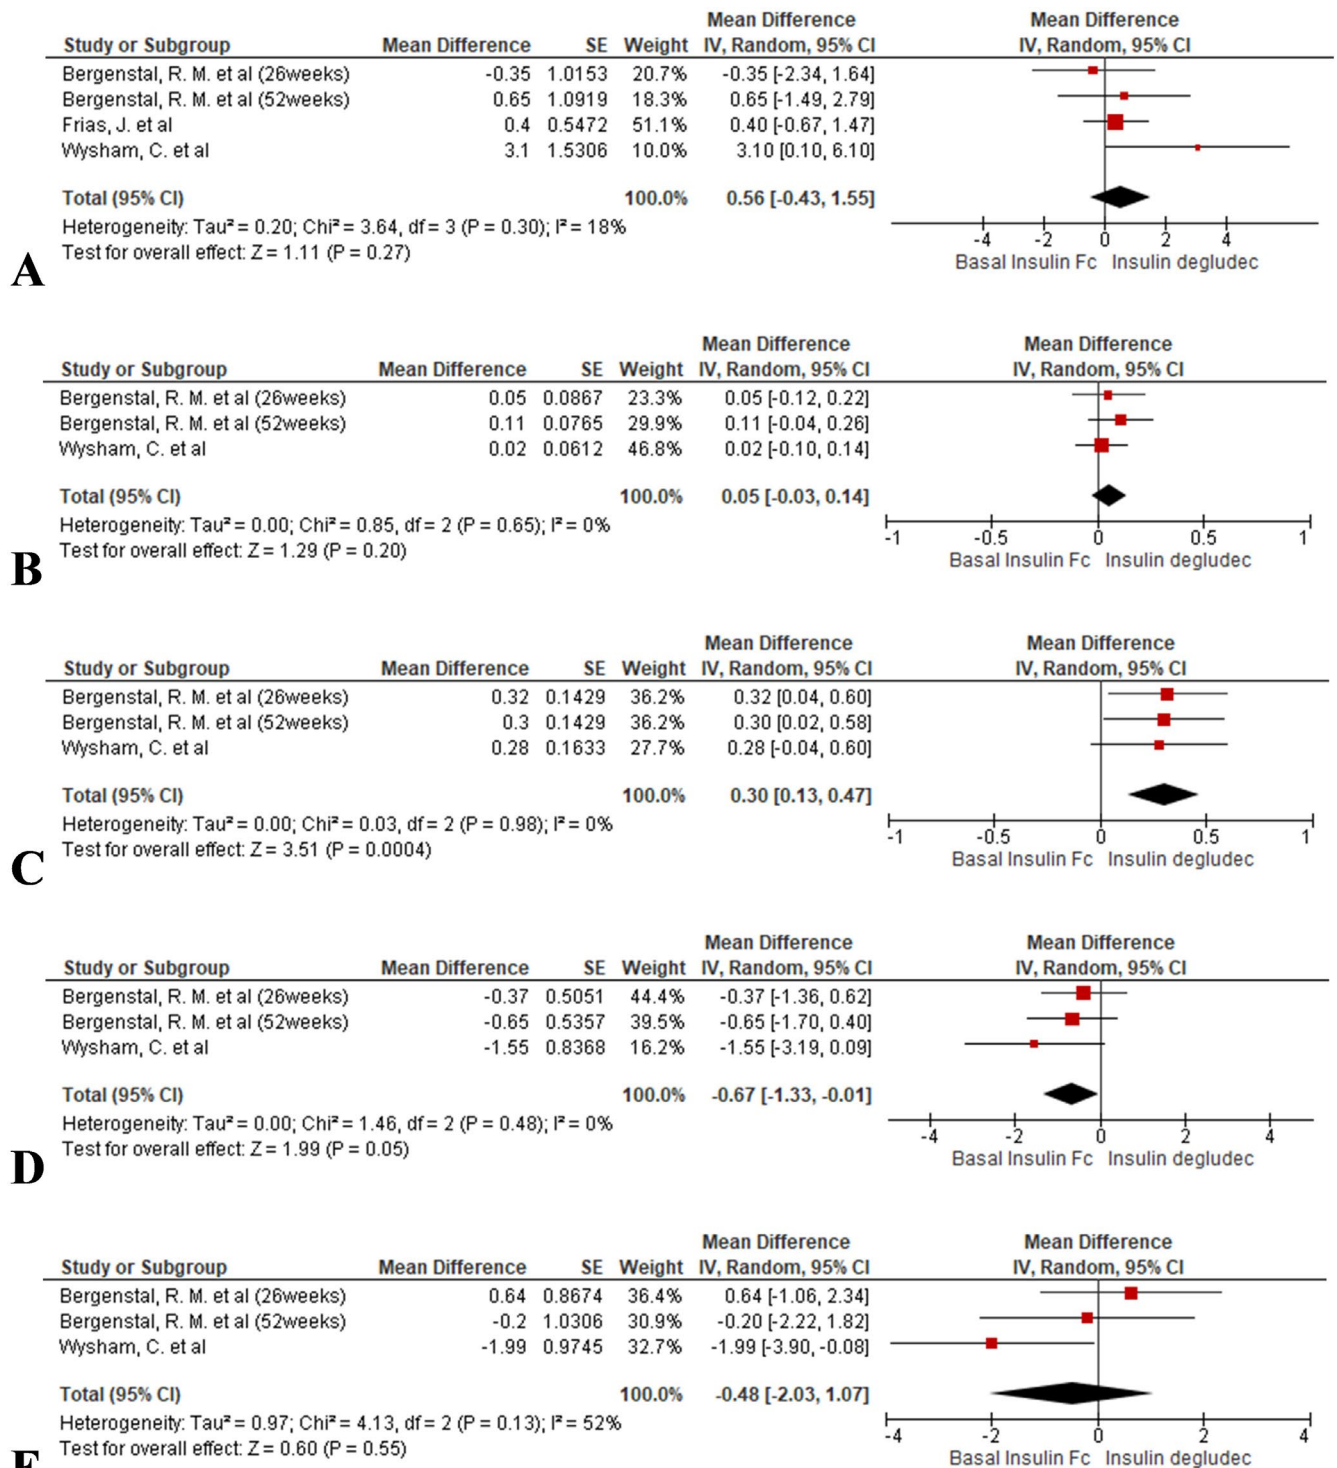 Mean Difference Mean Difference
Study or Subgroup Mean Difference SE Weight IV, Random, 95% CI IV, Random, 95% CI
Bergenstal, R. M. et al (26weeks) -0.35 1.0153 20.7% -0.35 [-2.34, 1.64]
Bergenstal, R. M. et al (52weeks) 0.65 1.0919 18.3% 0.65 [-1.49, 2.79]
Frias, J. et al 0.4 0.5472 51.1% 0.40 [-0.67, 1.47]
Wysham, C. et al 3.1 1.5306 10.0% 3.10 [0.10, 6.10]
Total (95% CI) 100.0% 0.56 [-0.43, 1.55]
Heterogeneity: Tau² = 0.20; Chi² = 3.64, df = 3 (P = 0.30); I² = 18%
Test for overall effect: Z = 1.11 (P = 0.27)
-4 -2 0 2 4
Basal Insulin Fc Insulin degludec
A
Mean Difference Mean Difference
Study or Subgroup Mean Difference SE Weight IV, Random, 95% CI IV, Random, 95% CI
Bergenstal, R. M. et al (26weeks) 0.05 0.0867 23.3% 0.05 [-0.12, 0.22]
Bergenstal, R. M. et al (52weeks) 0.11 0.0765 29.9% 0.11 [-0.04, 0.26]
Wysham, C. et al 0.02 0.0612 46.8% 0.02 [-0.10, 0.14]
Total (95% CI) 100.0% 0.05 [-0.03, 0.14]
Heterogeneity: Tau² = 0.00; Chi² = 0.85, df = 2 (P = 0.65); I² = 0%
Test for overall effect: Z = 1.29 (P = 0.20)
-1 -0.5 0 0.5 1
Basal Insulin Fc Insulin degludec
B
Mean Difference Mean Difference
Study or Subgroup Mean Difference SE Weight IV, Random, 95% CI IV, Random, 95% CI
Bergenstal, R. M. et al (26weeks) 0.32 0.1429 36.2% 0.32 [0.04, 0.60]
Bergenstal, R. M. et al (52weeks) 0.3 0.1429 36.2% 0.30 [0.02, 0.58]
Wysham, C. et al 0.28 0.1633 27.7% 0.28 [-0.04, 0.60]
Total (95% CI) 100.0% 0.30 [0.13, 0.47]
Heterogeneity: Tau² = 0.00; Chi² = 0.03, df = 2 (P = 0.98); I² = 0%
Test for overall effect: Z = 3.51 (P = 0.0004)
-1 -0.5 0 0.5 1
Basal Insulin Fc Insulin degludec
C
Mean Difference Mean Difference
Study or Subgroup Mean Difference SE Weight IV, Random, 95% CI IV, Random, 95% CI
Bergenstal, R. M. et al (26weeks) -0.37 0.5051 44.4% -0.37 [-1.36, 0.62]
Bergenstal, R. M. et al (52weeks) -0.65 0.5357 39.5% -0.65 [-1.70, 0.40]
Wysham, C. et al -1.55 0.8368 16.2% -1.55 [-3.19, 0.09]
Total (95% CI) 100.0% -0.67 [-1.33, -0.01]
Heterogeneity: Tau² = 0.00; Chi² = 1.46, df = 2 (P = 0.48); I² = 0%
Test for overall effect: Z = 1.99 (P = 0.05)
-4 -2 0 2 4
Basal Insulin Fc Insulin degludec
D
Mean Difference Mean Difference
Study or Subgroup Mean Difference SE Weight IV, Random, 95% CI IV, Random, 95% CI
Bergenstal, R. M. et al (26weeks) 0.64 0.8674 36.4% 0.64 [-1.06, 2.34]
Bergenstal, R. M. et al (52weeks) -0.2 1.0306 30.9% -0.20 [-2.22, 1.82]
Wysham, C. et al -1.99 0.9745 32.7% -1.99 [-3.90, -0.08]
Total (95% CI) 100.0% -0.48 [-2.03, 1.07]
Heterogeneity: Tau² = 0.97; Chi² = 4.13, df = 2 (P = 0.13); I² = 52%
Test for overall effect: Z = 0.60 (P = 0.55)
-4 -2 0 2 4
Basal Insulin Fc Insulin degludec